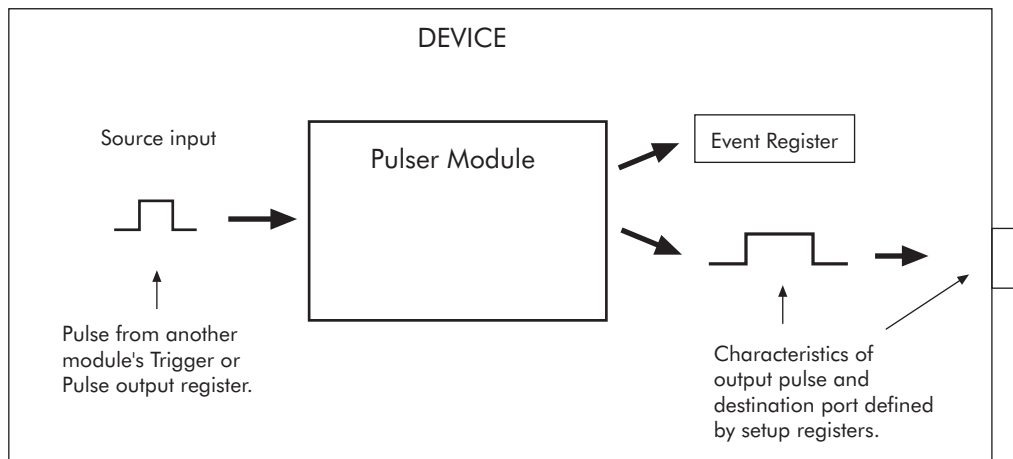 DEVICE
Source input
Pulser Module
Event Register
Pulse from another
module's Trigger or
Pulse output register.
Characteristics of
output pulse and
destination port defined
by setup registers.